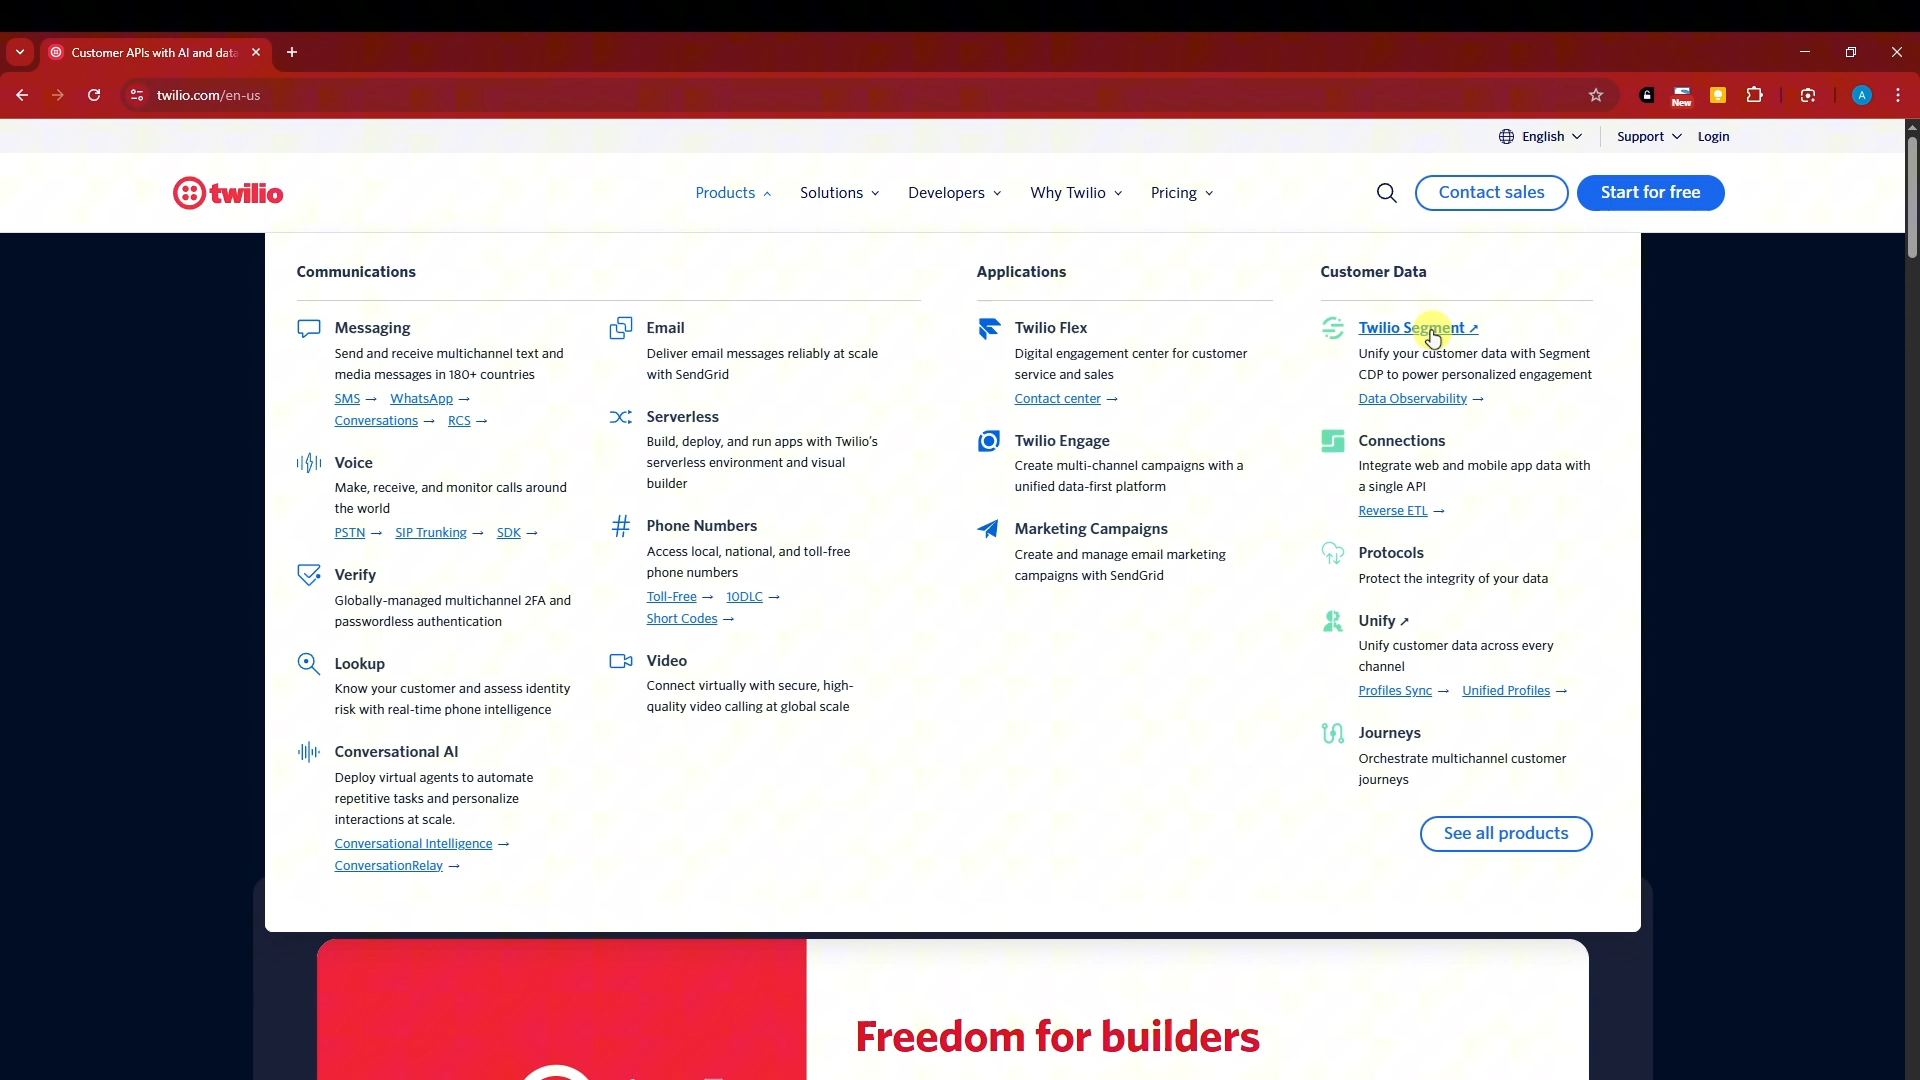 Customer APIs with AI and data
twilio.com/en-us
New
A
English
Support
Login
twilio
Products
Solutions
Developers
Why Twilio
Pricing
Contact sales
Start for free
Communications
Messaging
Send and receive multichannel text and
media messages in 180+ countries
SMS → WhatsApp →
Conversations → RCS →
Voice
Make, receive, and monitor calls around
the world
PSTN → SIP Trunking → SDK →
Verify
Globally-managed multichannel 2FA and
passwordless authentication
Lookup
Know your customer and assess identity
risk with real-time phone intelligence
Conversational AI
Deploy virtual agents to automate
repetitive tasks and personalize
interactions at scale.
Conversational Intelligence →
ConversationRelay →
Email
Deliver email messages reliably at scale
with SendGrid
Serverless
Build, deploy, and run apps with Twilio's
serverless environment and visual
builder
Phone Numbers
Access local, national, and toll-free
phone numbers
Toll-Free → 10DLC →
Short Codes →
Video
Connect virtually with secure, high-
quality video calling at global scale
Applications
Twilio Flex
Digital engagement center for customer
service and sales
Contact center →
Twilio Engage
Create multi-channel campaigns with a
unified data-first platform
Marketing Campaigns
Create and manage email marketing
campaigns with SendGrid
Customer Data
Twilio Segment ↗
Unify your customer data with Segment
CDP to power personalized engagement
Data Observability →
Connections
Integrate web and mobile app data with
a single API
Reverse ETL →
Protocols
Protect the integrity of your data
Unify ↗
Unify customer data across every
channel
Profiles Sync → Unified Profiles →
Journeys
Orchestrate multichannel customer
journeys
See all products
Freedom for builders